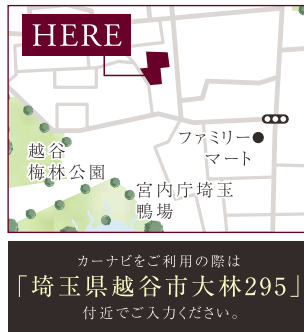 HERE
ファミリー
マート
越谷
梅林公園
宮内庁埼玉
鴨場
カーナビをご利用の際は
「埼玉県越谷市大林295」
付近でご入力ください。